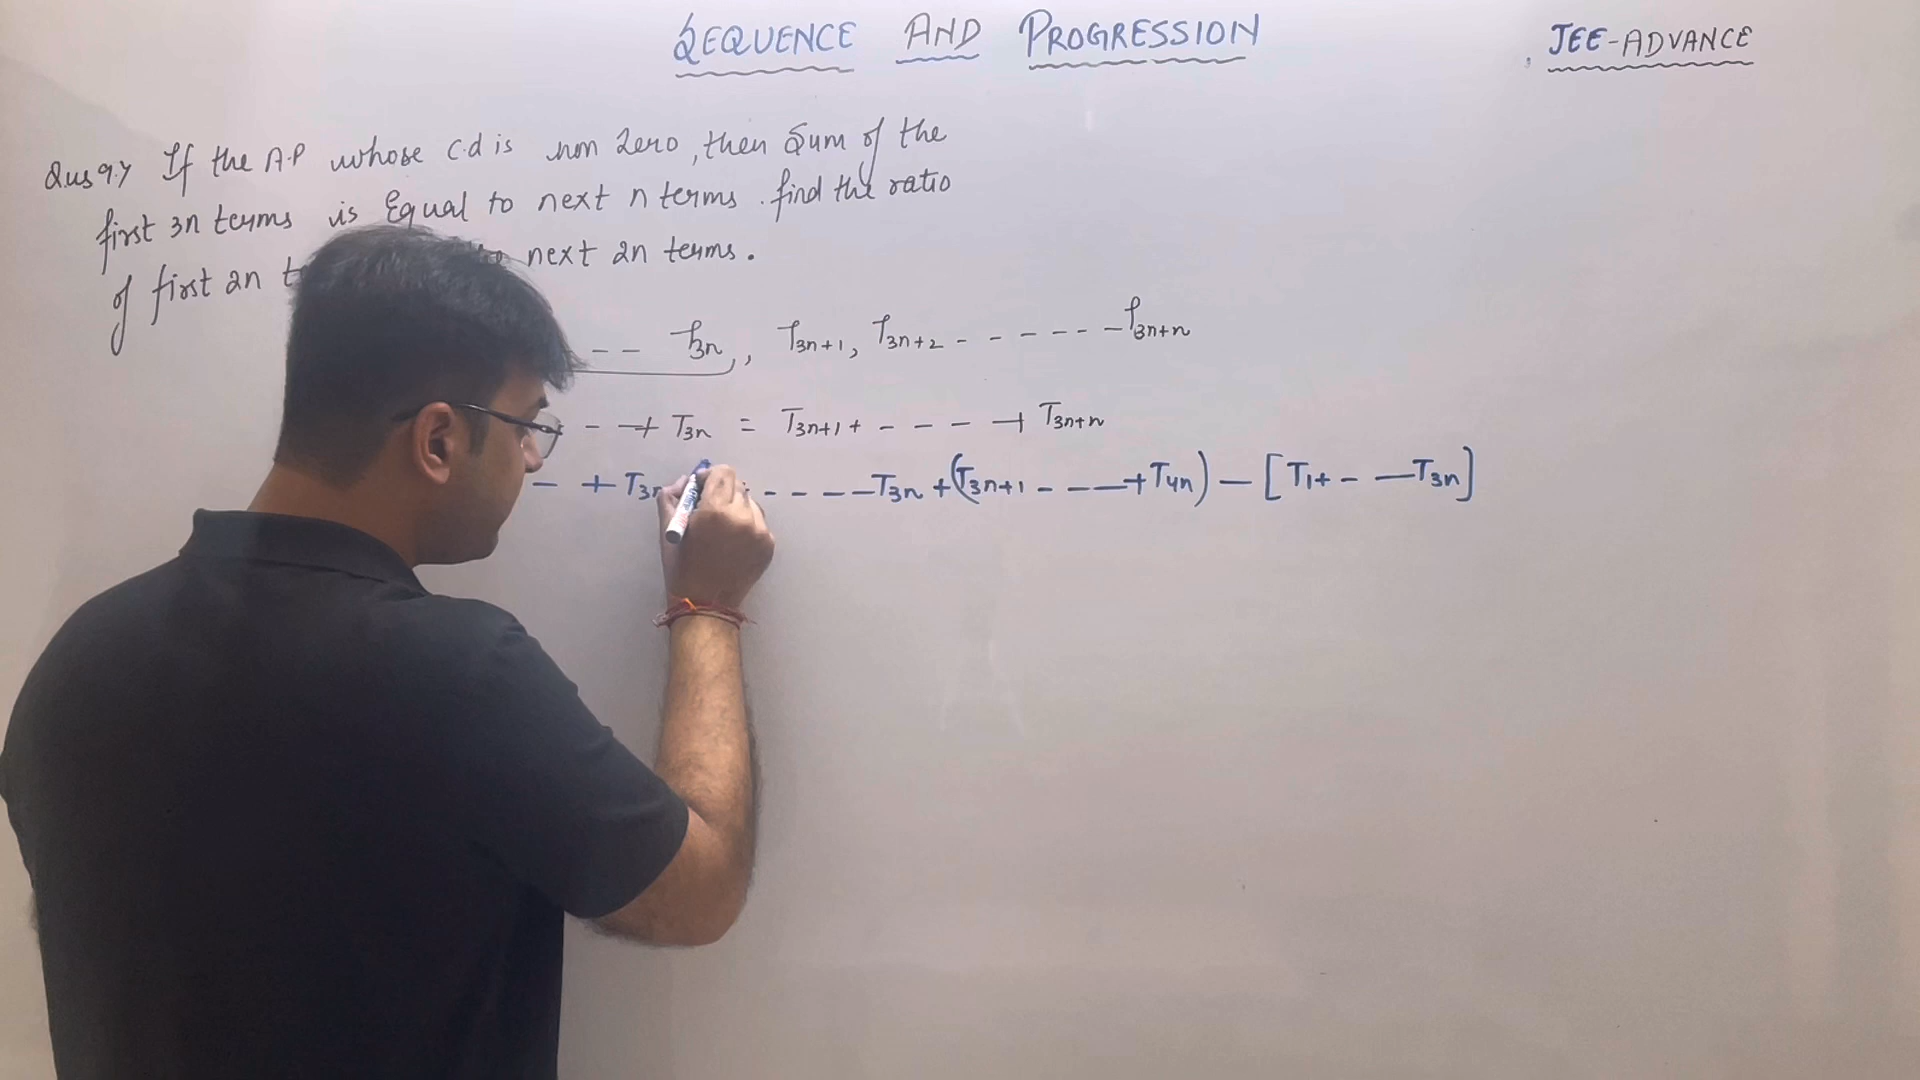 SEQUENCE AND PROGRESSION
JEE-ADVANCE
Qus 9.7 If the A.P whose c.d is non zero, then Sum of the
first 3n terms is Equal to next n terms. find the ratio
of first 2n next 2n terms.
-- T3n,, T3n+1, T3n+2 - - - - - - - T3n+n
- - + T3n = T3n+1 + - - - + T3n+n
- + T3n - - - - T3n + (T3n+1 - - - + T4n) - [T1+ - - T3n]